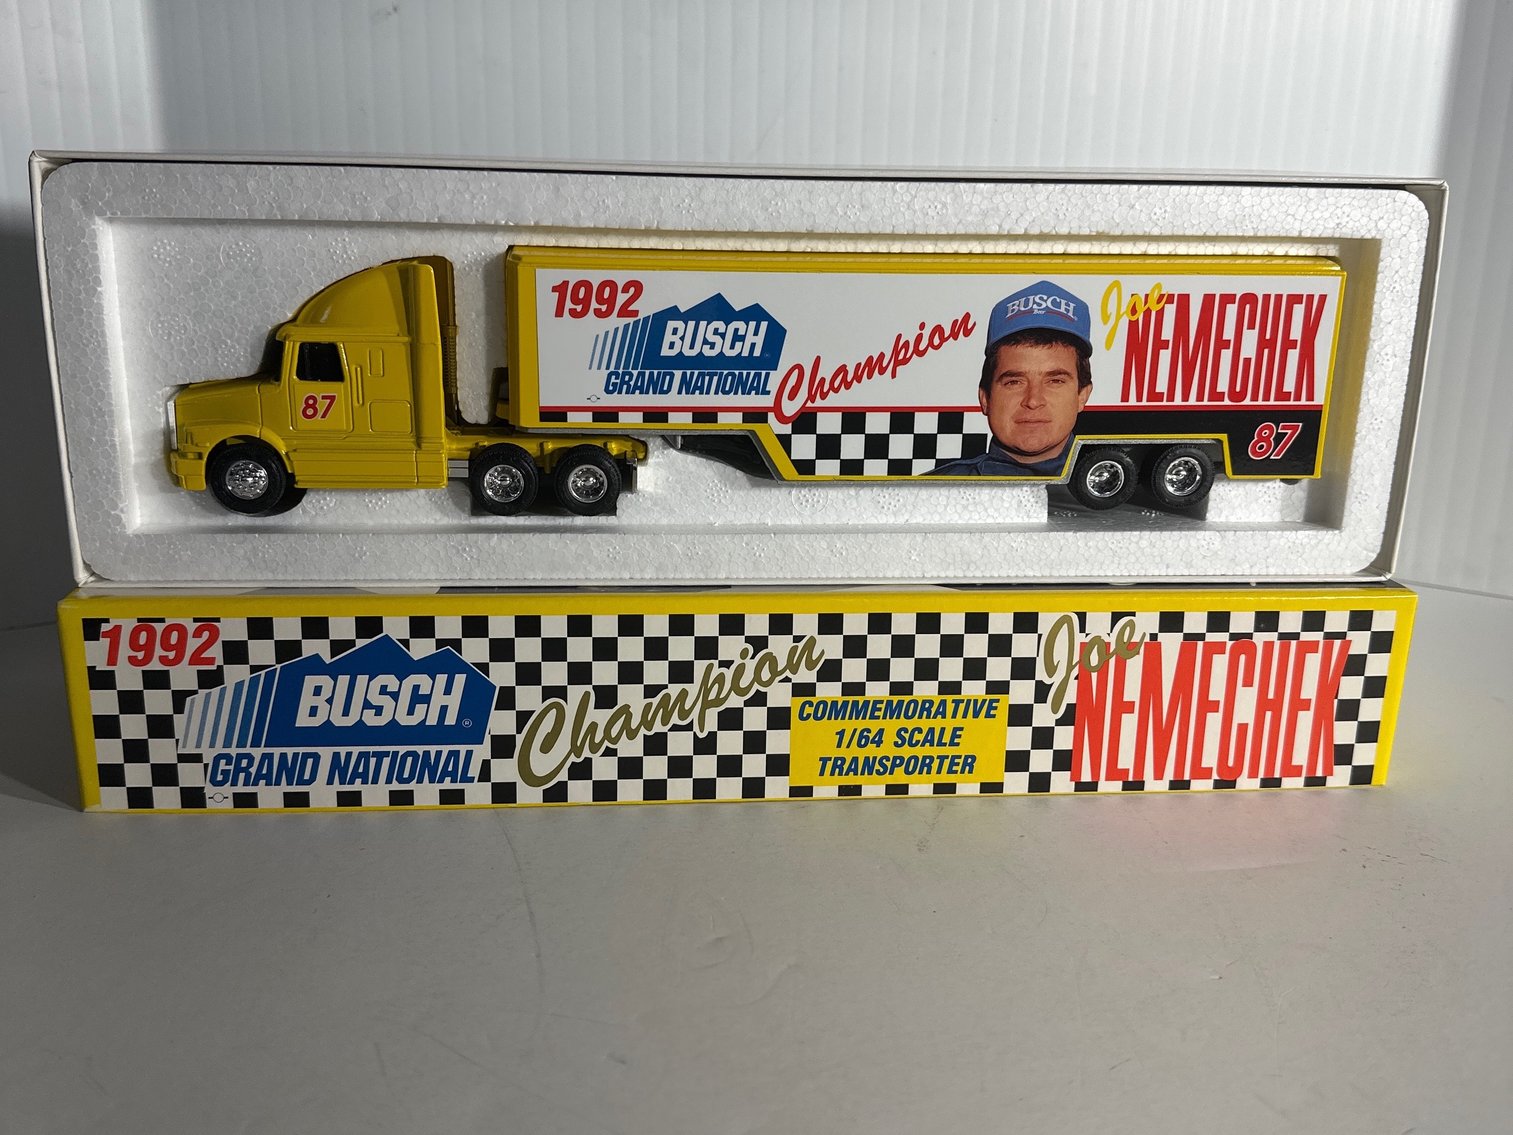 1992
BUSCH
GRAND NATIONAL
Champion
BUSCH
Beer
Joe
NEMECHEK
87
87
1992
BUSCH ®
GRAND NATIONAL
Champion
COMMEMORATIVE
1/64 SCALE
TRANSPORTER
Joe
NEMECHEK